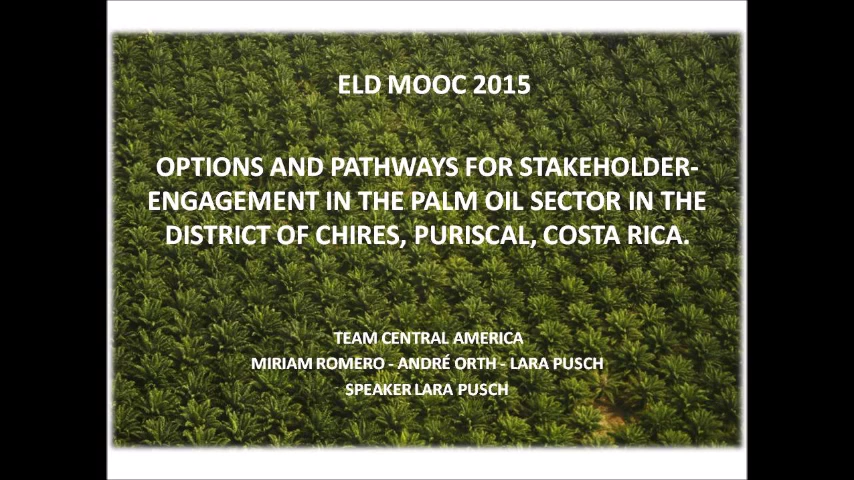 ELD MOOC 2015
OPTIONS AND PATHWAYS FOR STAKEHOLDER-
ENGAGEMENT IN THE PALM OIL SECTOR IN THE
DISTRICT OF CHIRES, PURISCAL, COSTA RICA.
TEAM CENTRAL AMERICA
MIRIAM ROMERO - ANDRÉ ORTH - LARA PUSCH
SPEAKER LARA PUSCH